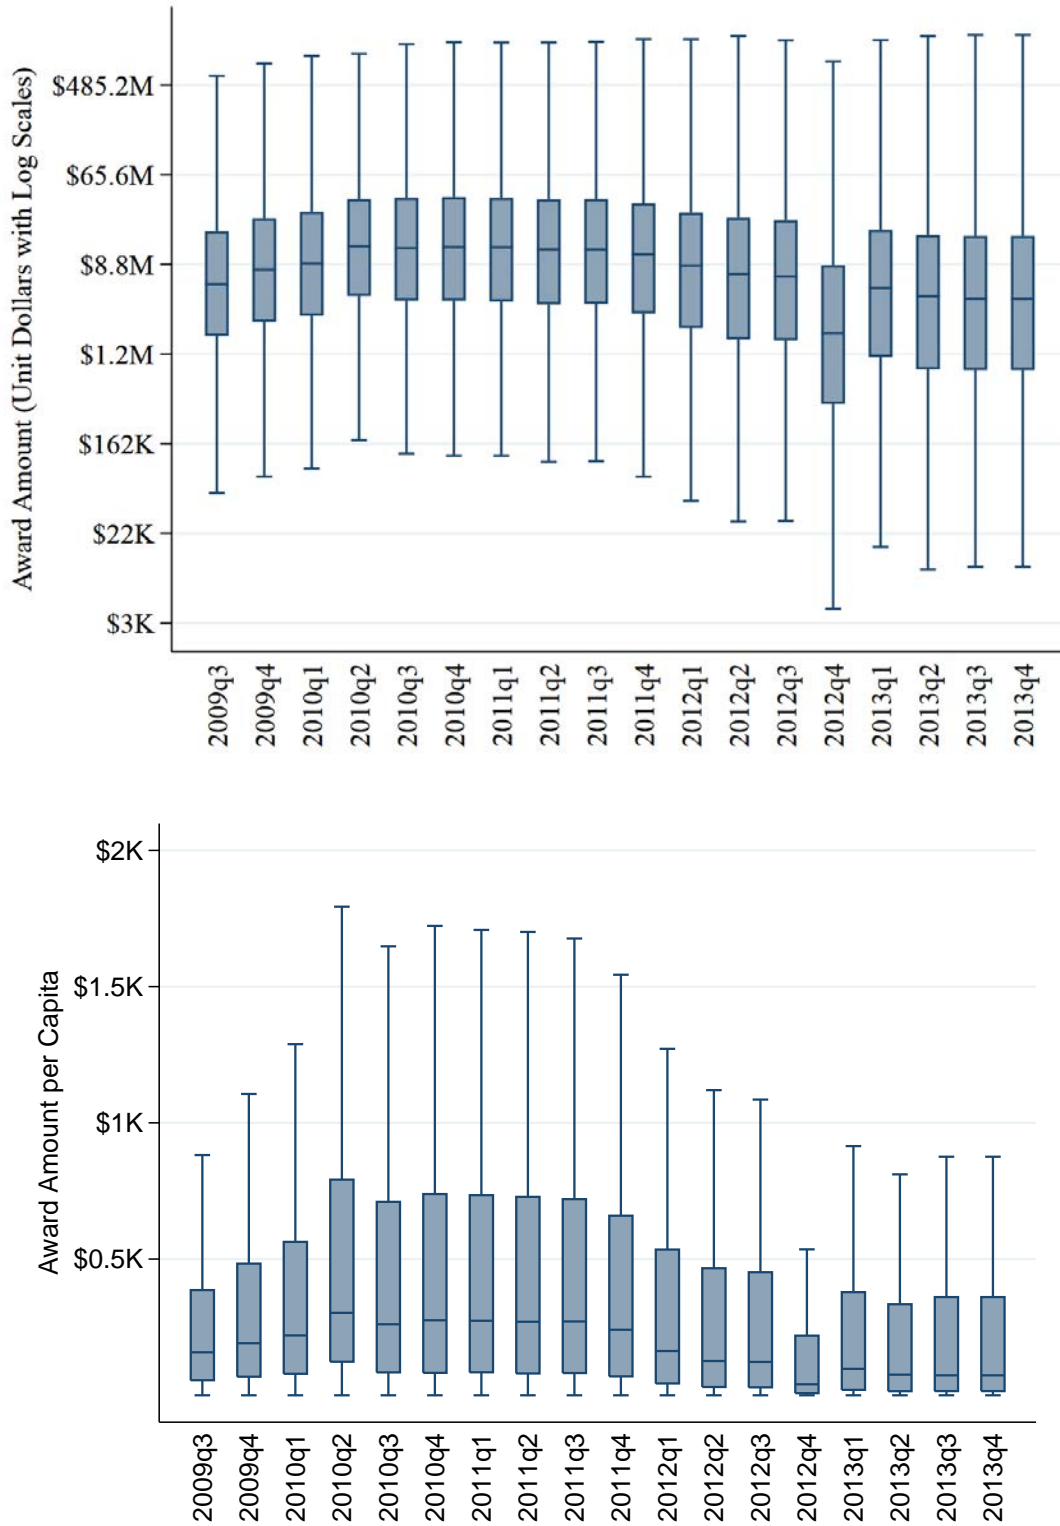 Award Amount (Unit Dollars with Log Scales)
$485.2M
$65.6M
$8.8M
$1.2M
$162K
$22K
$3K
2009q3
2009q4
2010q1
2010q2
2010q3
2010q4
2011q1
2011q2
2011q3
2011q4
2012q1
2012q2
2012q3
2012q4
2013q1
2013q2
2013q3
2013q4
Award Amount per Capita
$2K
$1.5K
$1K
$0.5K
2009q3
2009q4
2010q1
2010q2
2010q3
2010q4
2011q1
2011q2
2011q3
2011q4
2012q1
2012q2
2012q3
2012q4
2013q1
2013q2
2013q3
2013q4